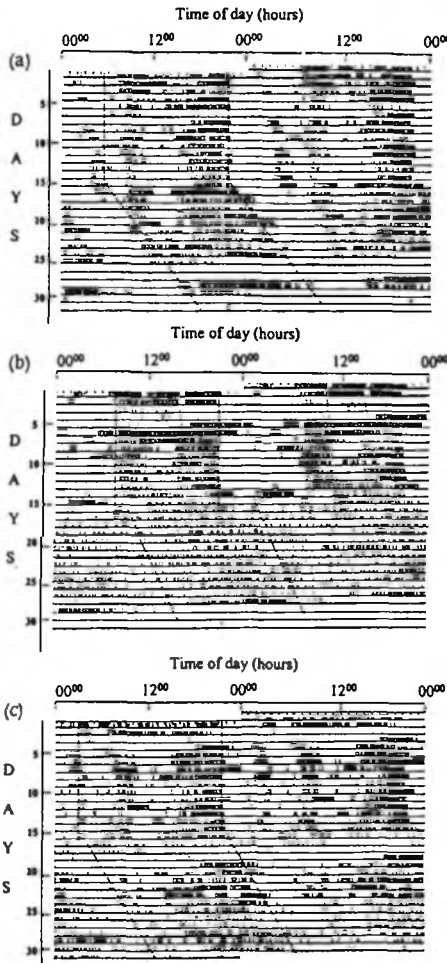 Time of day (hours)
00⁰⁰ 12⁰⁰ 00⁰⁰ 12⁰⁰ 00⁰⁰
(a)
5
D
10
A
15
Y
20
S
25
30
Time of day (hours)
(b)
00⁰⁰ 12⁰⁰ 00⁰⁰ 12⁰⁰ 00⁰⁰
5
D
10
A
15
Y
20
S
25
30
Time of day (hours)
00⁰⁰ 12⁰⁰ 00⁰⁰ 12⁰⁰ 00⁰⁰
(c)
5
D
10
A
15
Y
20
S
25
30